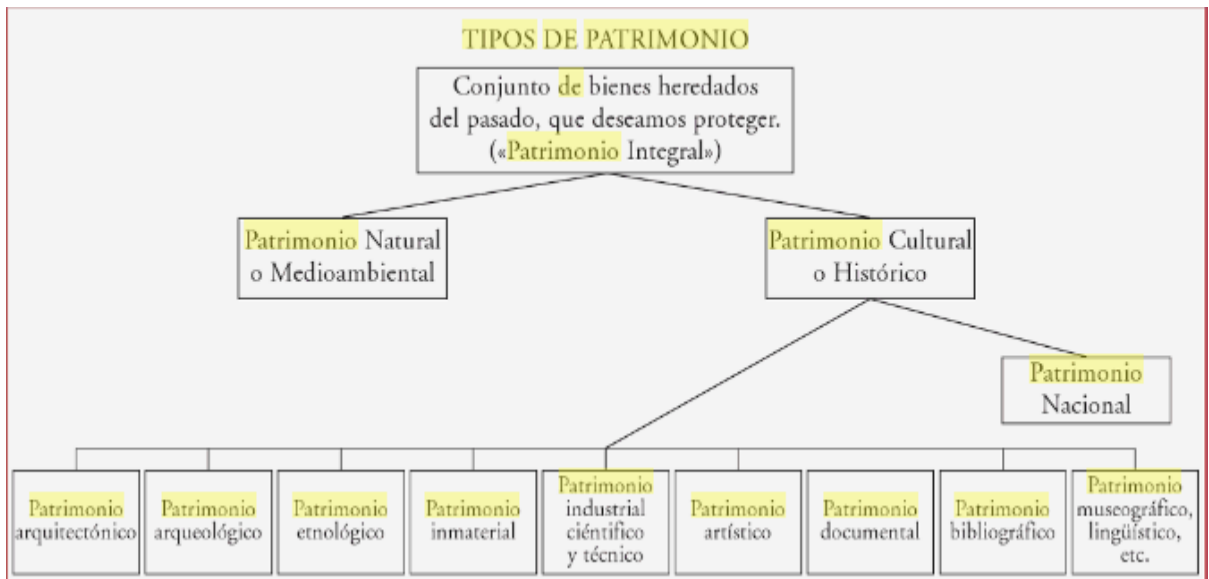 TIPOS DE PATRIMONIO
Conjunto de bienes heredados
del pasado, que deseamos proteger.
(«Patrimonio Integral»)
Patrimonio Natural
o Medioambiental
Patrimonio Cultural
o Histórico
Patrimonio
Nacional
Patrimonio
arquitectónico
Patrimonio
arqueológico
Patrimonio
etnológico
Patrimonio
inmaterial
Patrimonio
industrial
ciéntifico
y técnico
Patrimonio
artístico
Patrimonio
documental
Patrimonio
bibliográfico
Patrimonio
museográfico,
lingüístico,
etc.